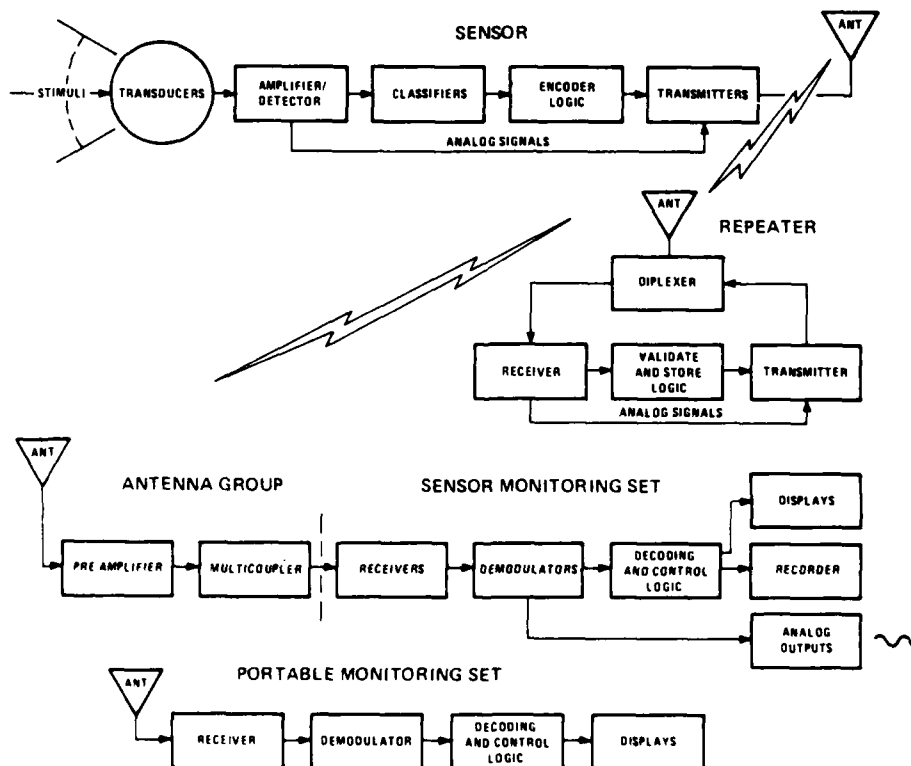 SENSOR
ANT
STIMULI
TRANSDUCERS
AMPLIFIER/
DETECTOR
CLASSIFIERS
ENCODER
LOGIC
TRANSMITTERS
ANALOG SIGNALS
ANT
REPEATER
DIPLEXER
RECEIVER
VALIDATE
AND STORE
LOGIC
TRANSMITTER
ANALOG SIGNALS
ANT
ANTENNA GROUP
SENSOR MONITORING SET
PRE AMPLIFIER
MULTICOUPLER
RECEIVERS
DEMODULATORS
DECODING
AND CONTROL
LOGIC
DISPLAYS
RECORDER
ANALOG
OUTPUTS
PORTABLE MONITORING SET
ANT
RECEIVER
DEMODULATOR
DECODING
AND CONTROL
LOGIC
DISPLAYS